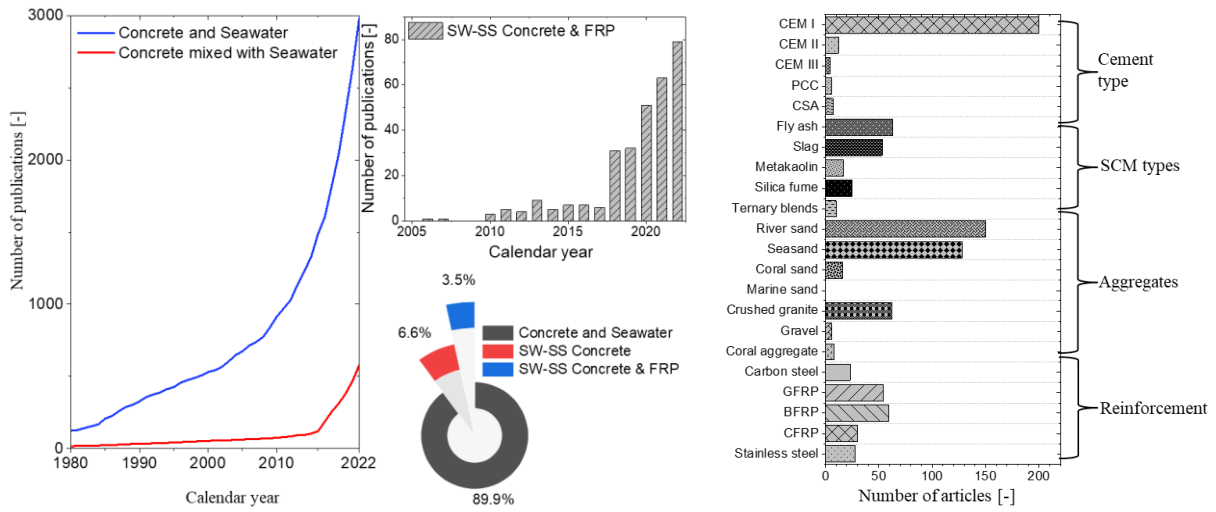 3000
2000
1000
0
Number of publications [-]
Concrete and Seawater
Concrete mixed with Seawater
1980
1990
2000
2010
2022
Calendar year
80
60
40
20
0
Number of publications [-]
SW-SS Concrete & FRP
2005
2010
2015
2020
Calendar year
3.5%
6.6%
89.9%
Concrete and Seawater
SW-SS Concrete
SW-SS Concrete & FRP
CEM I
CEM II
CEM III
PCC
CSA
Fly ash
Slag
Metakaolin
Silica fume
Ternary blends
River sand
Seasand
Coral sand
Marine sand
Crushed granite
Gravel
Coral aggregate
Carbon steel
GFRP
BFRP
CFRP
Stainless steel
0
50
100
150
200
Number of articles [-]
Cement
type
SCM types
Aggregates
Reinforcement